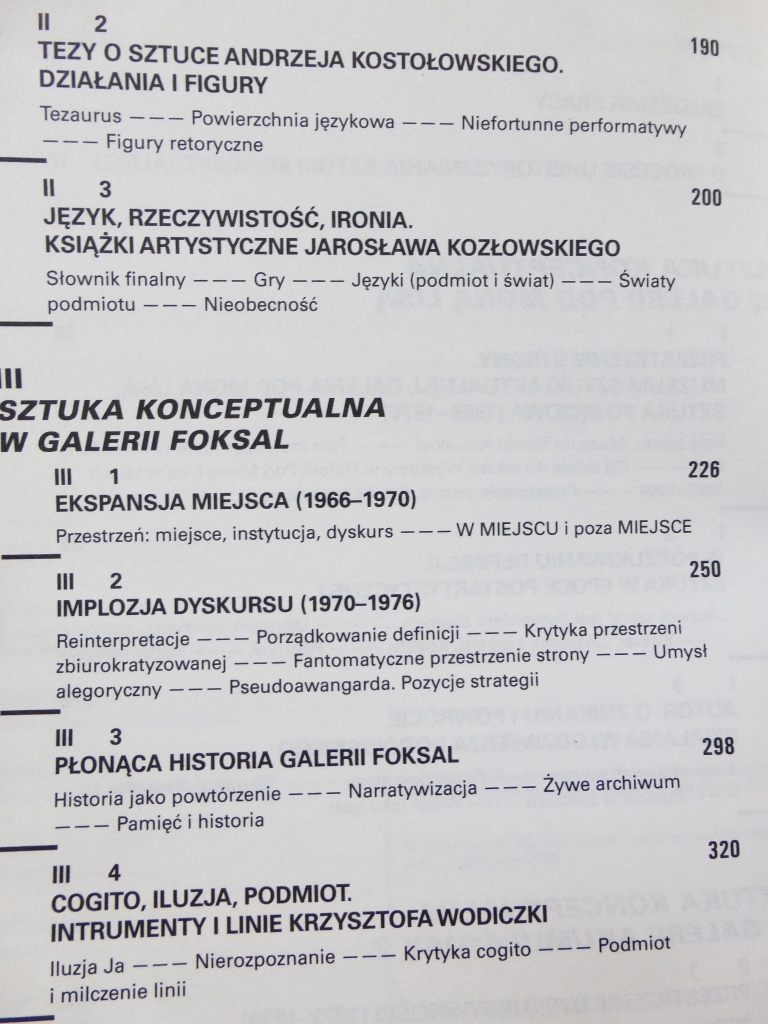 II 2
190
TEZY O SZTUCE ANDRZEJA KOSTOŁOWSKIEGO.
DZIAŁANIA I FIGURY
Tezaurus ――― Powierzchnia językowa ――― Niefortunne performatywy
――― Figury retoryczne
II 3
200
JĘZYK, RZECZYWISTOŚĆ, IRONIA.
KSIĄŻKI ARTYSTYCZNE JAROSŁAWA KOZŁOWSKIEGO
Słownik finalny ――― Gry ――― Języki (podmiot i świat) ――― Światy
podmiotu ――― Nieobecność
III
SZTUKA KONCEPTUALNA
W GALERII FOKSAL
III 1
226
EKSPANSJA MIEJSCA (1966–1970)
Przestrzeń: miejsce, instytucja, dyskurs ――― W MIEJSCU i poza MIEJSCE
III 2
250
IMPLOZJA DYSKURSU (1970–1976)
Reinterpretacje ――― Porządkowanie definicji ――― Krytyka przestrzeni
zbiurokratyzowanej ――― Fantomatyczne przestrzenie strony ――― Umysł
alegoryczny ――― Pseudoawangarda. Pozycje strategii
III 3
298
PŁONĄCA HISTORIA GALERII FOKSAL
Historia jako powtórzenie ――― Narratywizacja ――― Żywe archiwum
――― Pamięć i historia
III 4
320
COGITO, ILUZJA, PODMIOT.
INTRUMENTY I LINIE KRZYSZTOFA WODICZKI
Iluzja Ja ――― Nierozpoznanie ――― Krytyka cogito ――― Podmiot
i milczenie linii